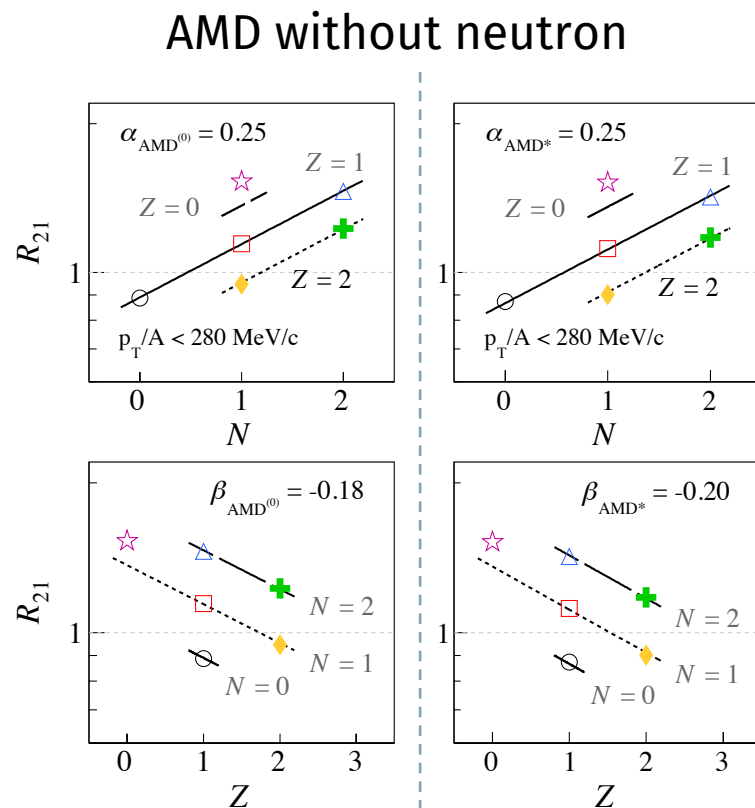 AMD without neutron
α_AMD⁽⁰⁾ = 0.25
Z = 1
Z = 0
Z = 2
R₂₁
1
p_T/A < 280 MeV/c
0 1 2
N
α_AMD* = 0.25
Z = 1
Z = 0
Z = 2
1
p_T/A < 280 MeV/c
0 1 2
N
β_AMD⁽⁰⁾ = -0.18
R₂₁
1
N = 2
N = 1
N = 0
0 1 2 3
Z
β_AMD* = -0.20
1
N = 2
N = 1
N = 0
0 1 2 3
Z